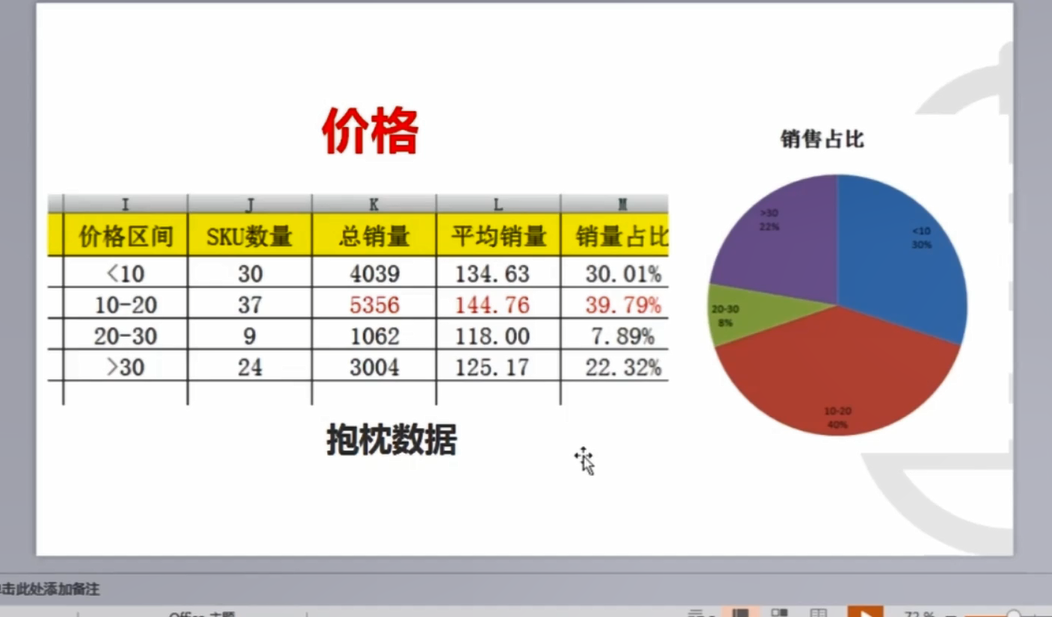 价格
销售占比
I J K L M
价格区间 SKU数量 总销量 平均销量 销量占比
<10 30 4039 134.63 30.01%
10-20 37 5356 144.76 39.79%
20-30 9 1062 118.00 7.89%
>30 24 3004 125.17 22.32%
>30
22%
<10
30%
20-30
8%
10-20
40%
抱枕数据
击此处添加备注